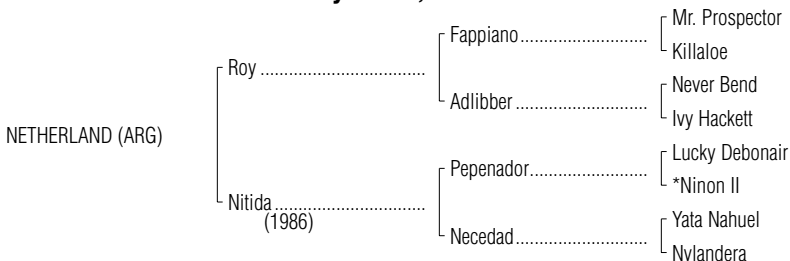 Mr. Prospector
Fappiano
Killaloe
Roy
Never Bend
Adlibber
Ivy Hackett
NETHERLAND (ARG)
Lucky Debonair
Pepenador
*Ninon II
Nitida
(1986)
Yata Nahuel
Necedad
Nylandera